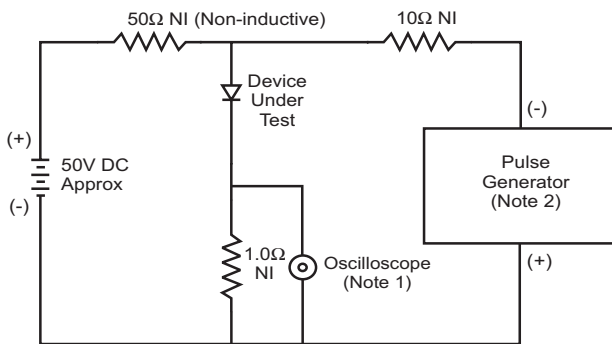 50Ω NI (Non-inductive)
10Ω NI
Device
Under
Test
(+)
50V DC
Approx
(-)
(-)
Pulse
Generator
(Note 2)
(+)
1.0Ω
NI
Oscilloscope
(Note 1)